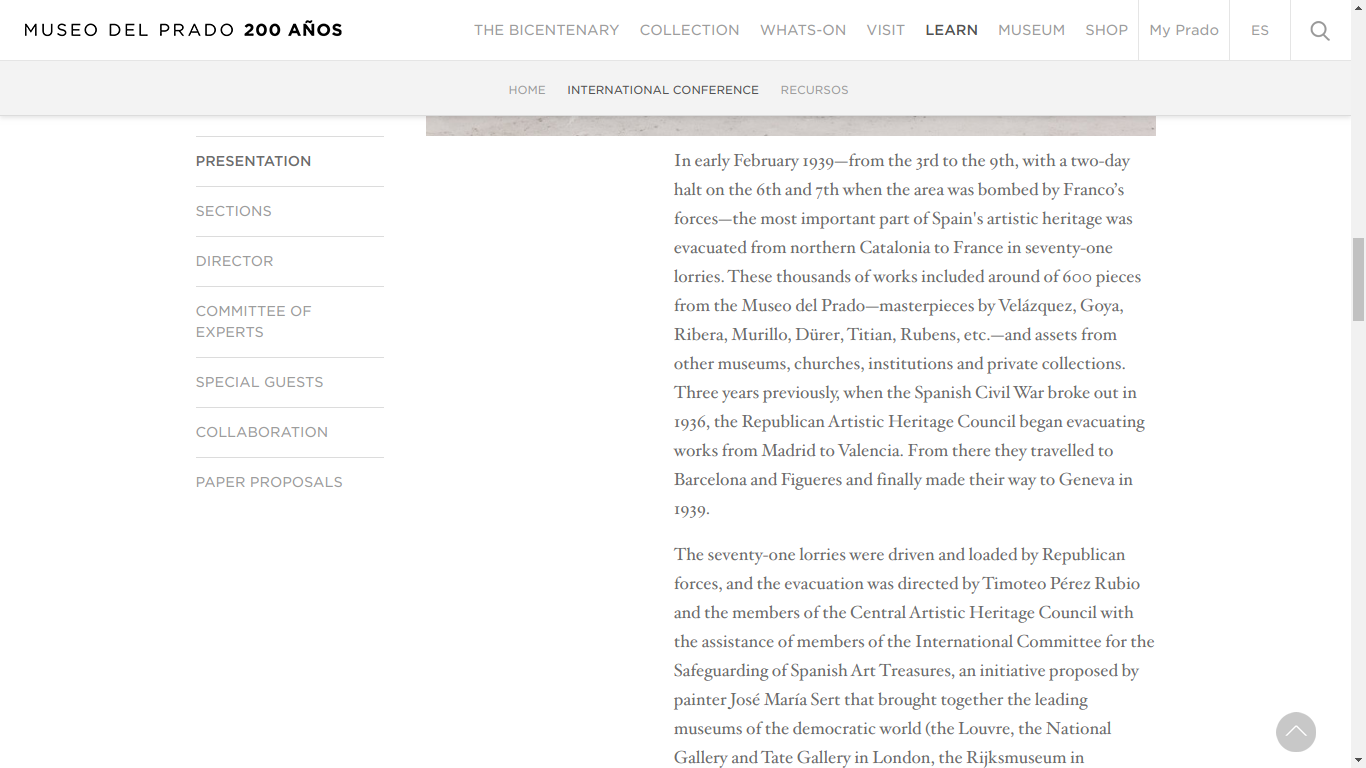 MUSEO DEL PRADO 200 AÑOS
THE BICENTENARY COLLECTION WHATS-ON VISIT LEARN MUSEUM SHOP My Prado ES
HOME INTERNATIONAL CONFERENCE RECURSOS
PRESENTATION
SECTIONS
DIRECTOR
COMMITTEE OF
EXPERTS
SPECIAL GUESTS
COLLABORATION
PAPER PROPOSALS
In early February 1939—from the 3rd to the 9th, with a two-day
halt on the 6th and 7th when the area was bombed by Franco’s
forces—the most important part of Spain's artistic heritage was
evacuated from northern Catalonia to France in seventy-one
lorries. These thousands of works included around of 600 pieces
from the Museo del Prado—masterpieces by Velázquez, Goya,
Ribera, Murillo, Dürer, Titian, Rubens, etc.—and assets from
other museums, churches, institutions and private collections.
Three years previously, when the Spanish Civil War broke out in
1936, the Republican Artistic Heritage Council began evacuating
works from Madrid to Valencia. From there they travelled to
Barcelona and Figueres and finally made their way to Geneva in
1939.
The seventy-one lorries were driven and loaded by Republican
forces, and the evacuation was directed by Timoteo Pérez Rubio
and the members of the Central Artistic Heritage Council with
the assistance of members of the International Committee for the
Safeguarding of Spanish Art Treasures, an initiative proposed by
painter José María Sert that brought together the leading
museums of the democratic world (the Louvre, the National
Gallery and Tate Gallery in London, the Rijksmuseum in